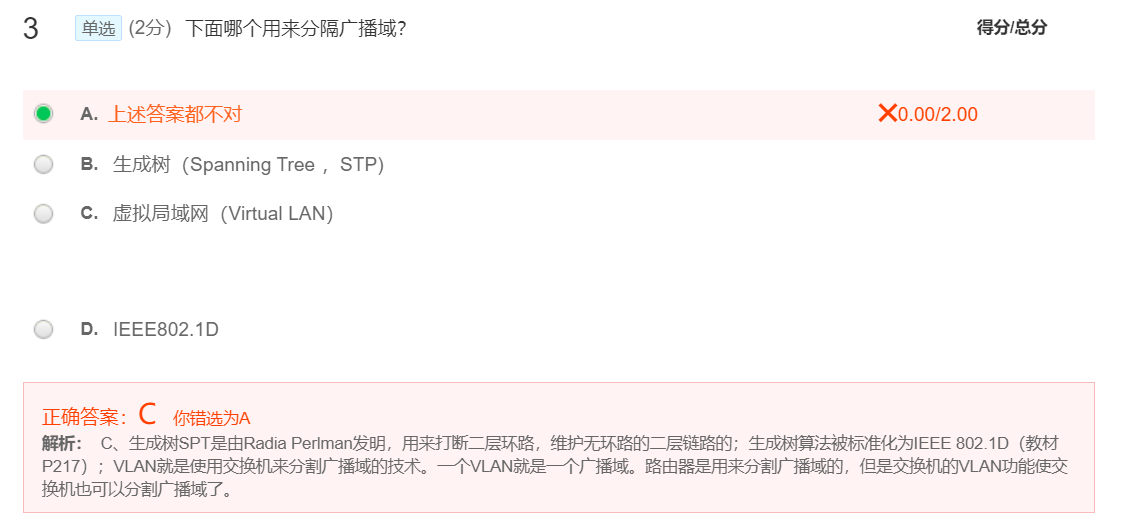 3 单选 (2分) 下面哪个用来分隔广播域？ 得分/总分
A. 上述答案都不对 ✕0.00/2.00
B. 生成树（Spanning Tree ，STP）
C. 虚拟局域网（Virtual LAN）
D. IEEE802.1D
正确答案：C 你错选为A
解析： C、生成树SPT是由Radia Perlman发明，用来打断二层环路，维护无环路的二层链路的；生成树算法被标准化为IEEE 802.1D（教材
P217）；VLAN就是使用交换机来分割广播域的技术。一个VLAN就是一个广播域。路由器是用来分割广播域的，但是交换机的VLAN功能使交
换机也可以分割广播域了。